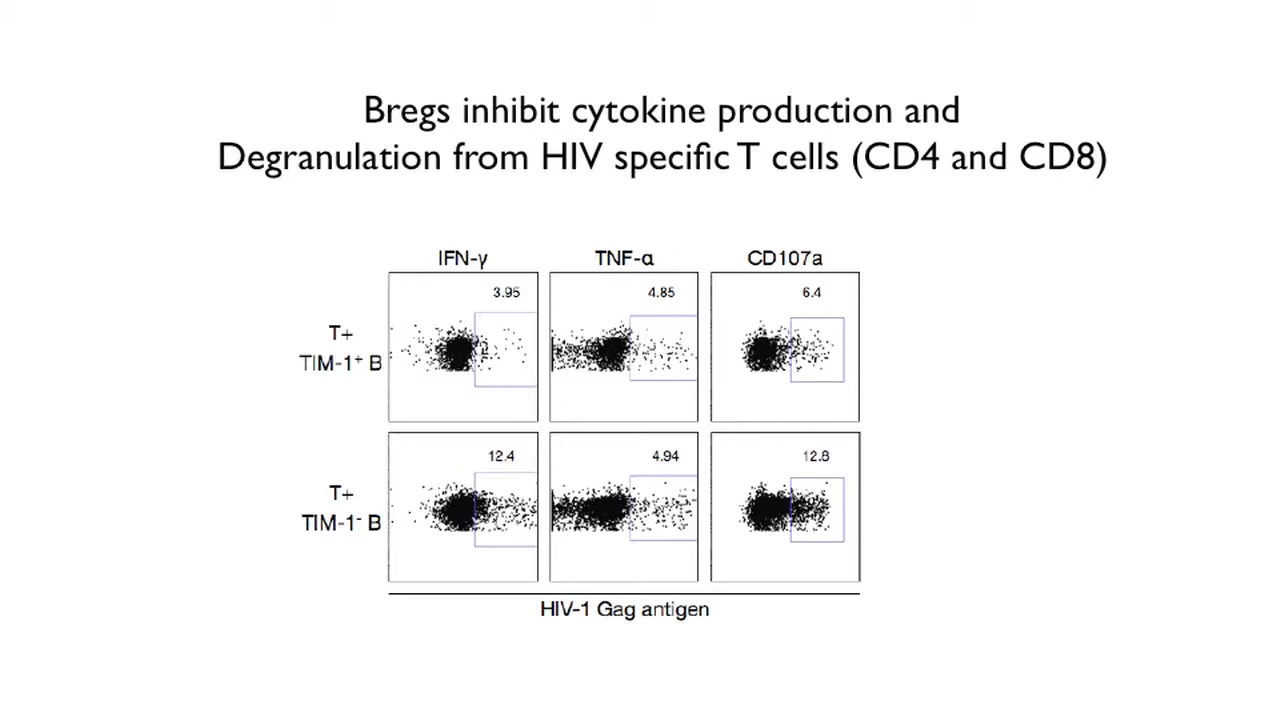 Bregs inhibit cytokine production and
Degranulation from HIV specific T cells (CD4 and CD8)
IFN-γ TNF-α CD107a
3.95 4.85 6.4
T+
TIM-1⁺ B
12.4 4.94 12.8
T+
TIM-1⁻ B
HIV-1 Gag antigen